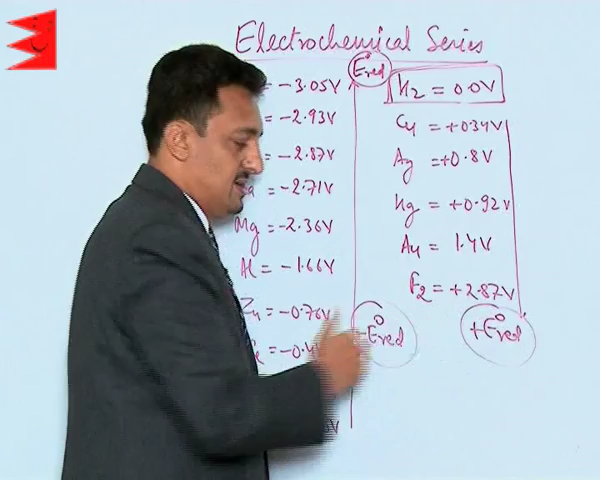 Electrochemical Series
E°red
= -3.05V
= -2.93V
= -2.87V
= -2.71V
Mg = -2.36V
Al = -1.66V
Zn = -0.76V
= -0.4
-E°red
H2 = 0.0V
Cu = +0.34V
Ag = +0.8V
Hg = +0.92V
Au = 1.4V
F2 = +2.87V
+E°red